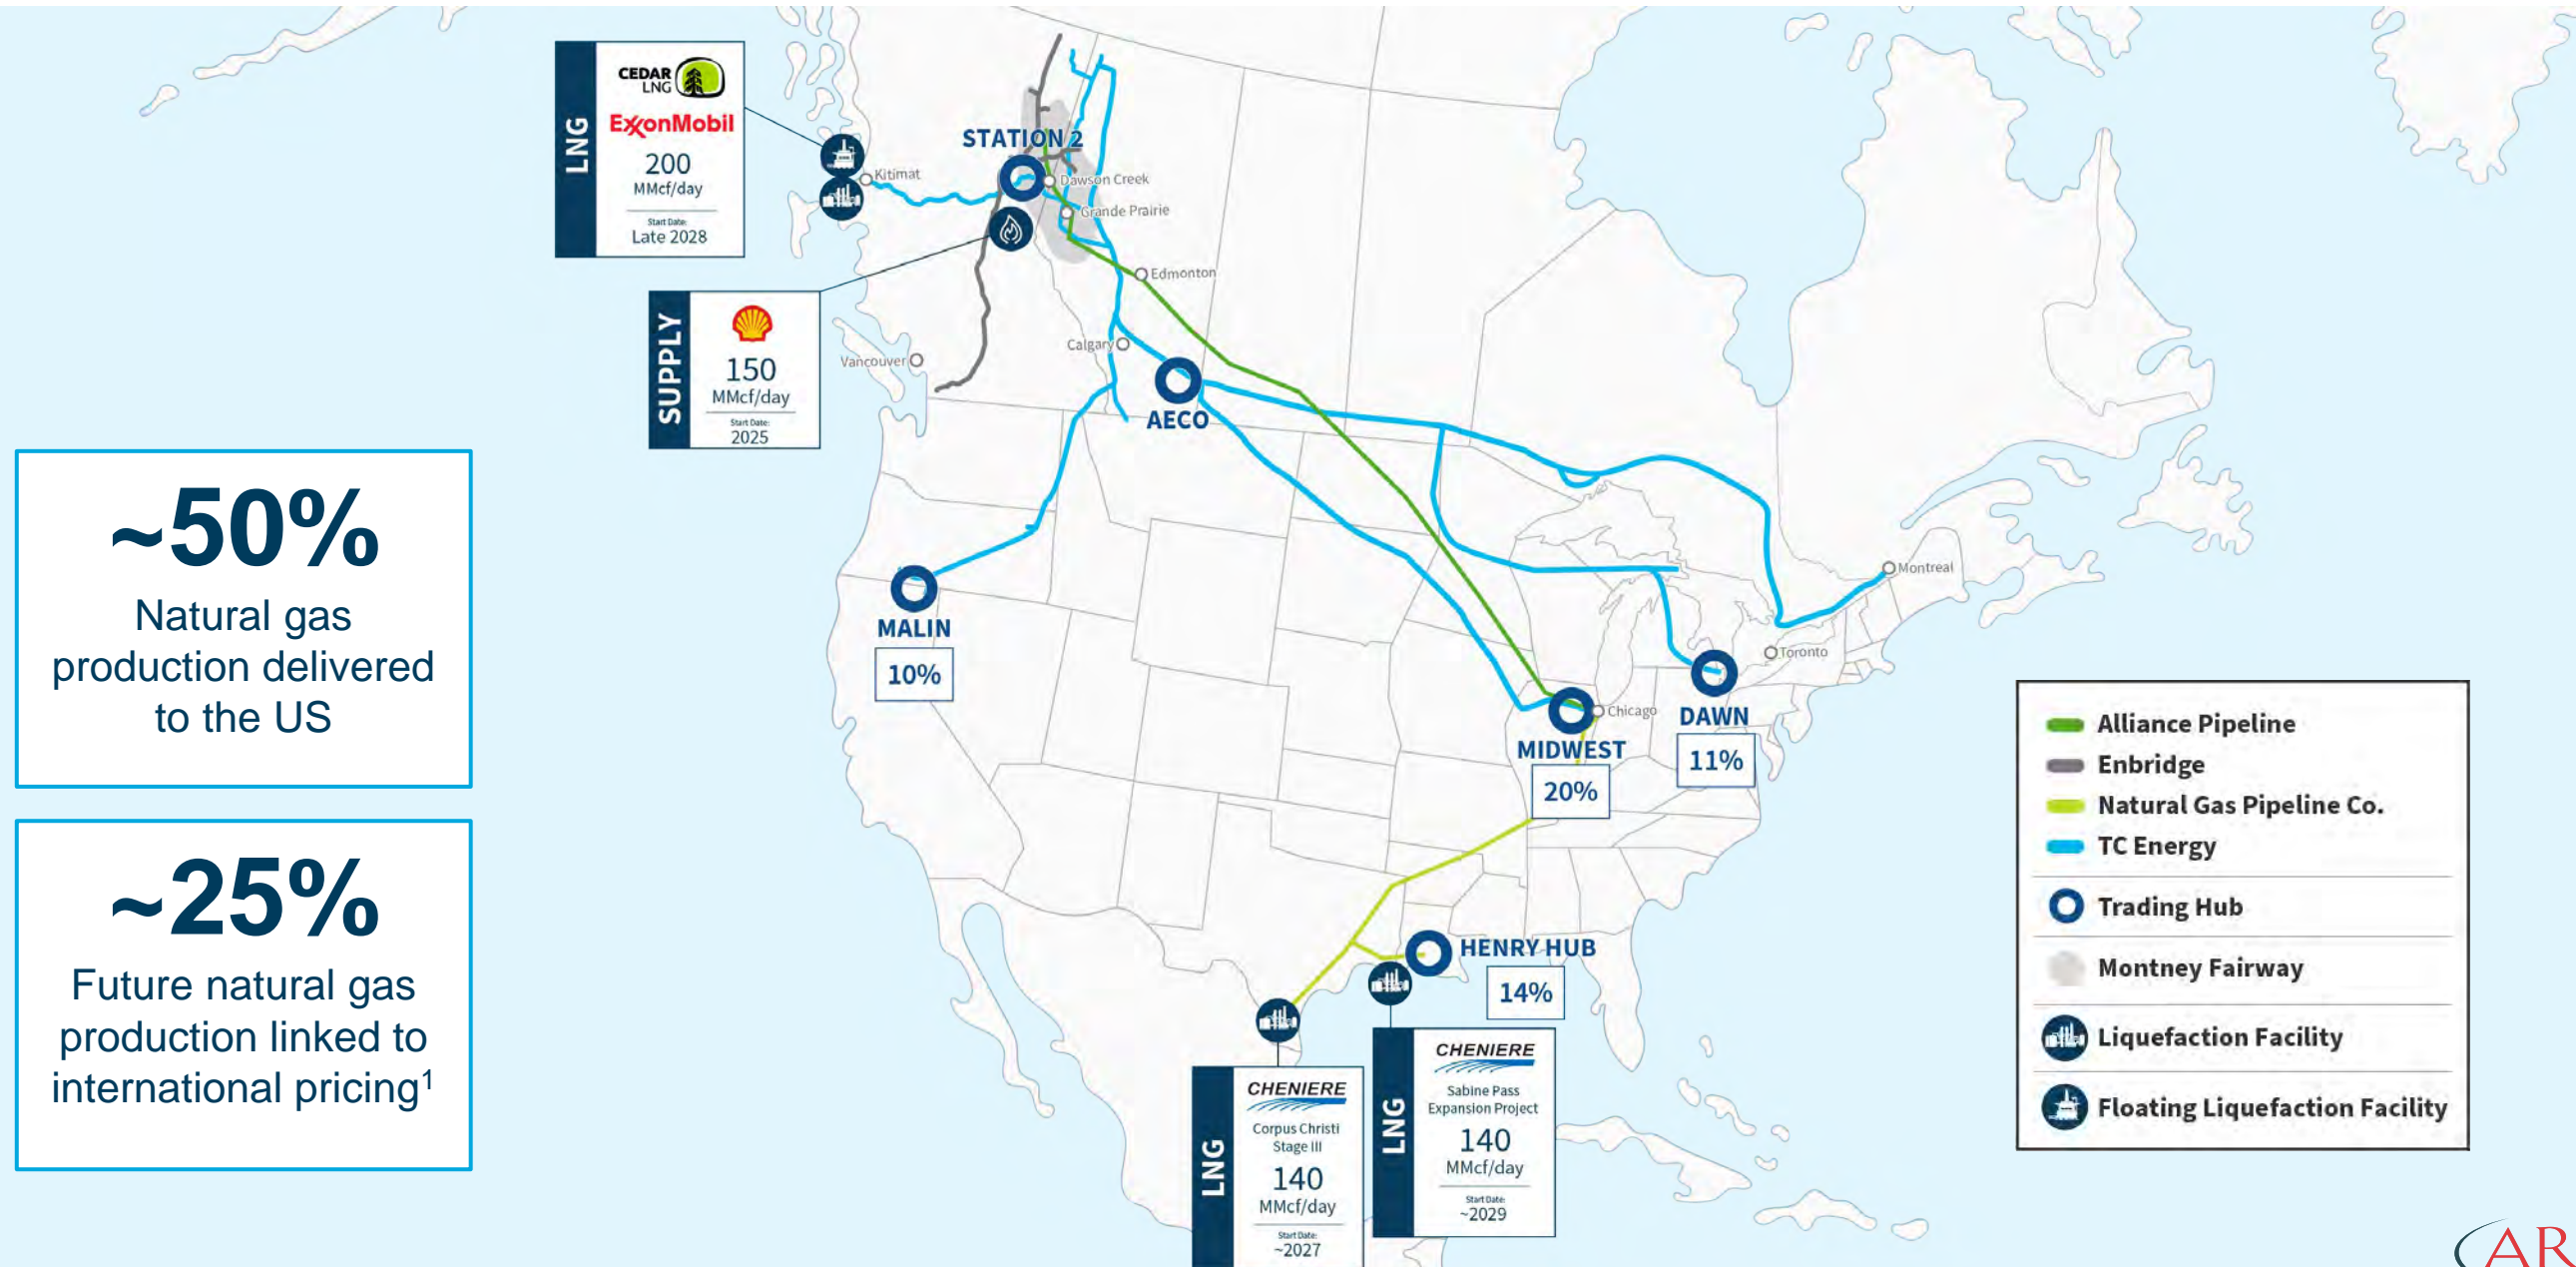 LNG
CEDAR
LNG
ExxonMobil
200
MMcf/day
Start Date:
Late 2028
SUPPLY
150
MMcf/day
Start Date:
2025
STATION 2
Kitimat
Dawson Creek
Grande Prairie
Edmonton
Calgary
Vancouver
AECO
~50%
Natural gas
production delivered
to the US
~25%
Future natural gas
production linked to
international pricing¹
MALIN
10%
Montreal
Toronto
Chicago
MIDWEST
20%
DAWN
11%
HENRY HUB
14%
LNG
CHENIERE
Corpus Christi
Stage III
140
MMcf/day
Start Date:
~2027
LNG
CHENIERE
Sabine Pass
Expansion Project
140
MMcf/day
Start Date:
~2029
Alliance Pipeline
Enbridge
Natural Gas Pipeline Co.
TC Energy
Trading Hub
Montney Fairway
Liquefaction Facility
Floating Liquefaction Facility
AR